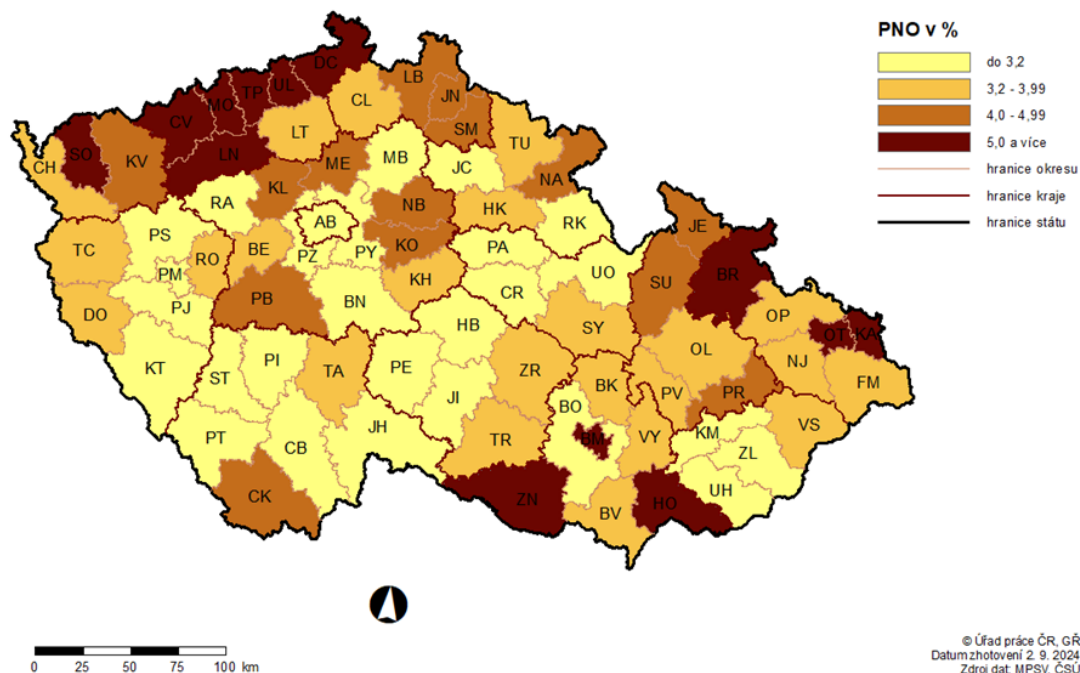 PNO v %
do 3,2
3,2 - 3,99
4,0 - 4,99
5,0 a více
hranice okresu
hranice kraje
hranice státu
DC
LB
UL
TP
JN
MO
CL
CV
LT
SM
TU
SO
KV
LN
ME
MB
JC
CH
NA
KL
RA
NB
HK
AB
RK
PS
JE
TC
RO
BE
PZ
PY
KO
PA
UO
PM
KH
SU
BR
PB
BN
CR
DO
PJ
OP
HB
SY
OT
KA
KT
PI
OL
NJ
ST
TA
PE
ZR
BK
FM
PV
PR
JI
BO
VS
PT
JH
TR
BM
VY
KM
CB
ZL
CK
ZN
UH
BV
HO
0 25 50 75 100 km
© Úřad práce ČR, GŘ
Datum zhotovení 2. 9. 2024
Zdroj dat: MPSV, ČSÚ